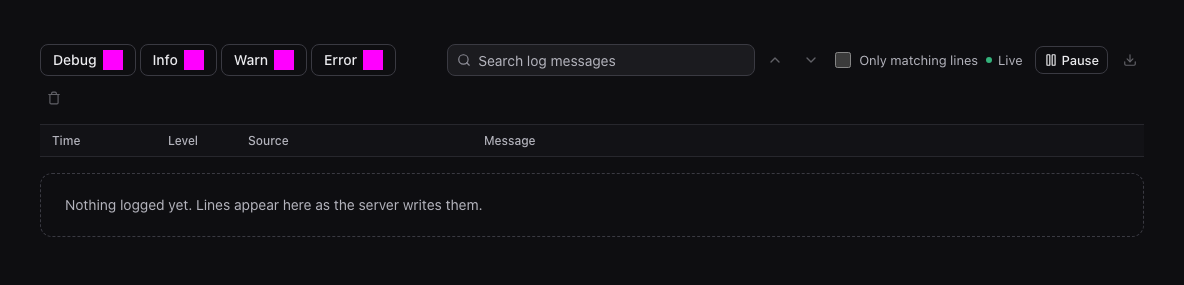 Debug Info Warn Error Search log messages Only matching lines Live Pause
Time Level Source Message
Nothing logged yet. Lines appear here as the server writes them.